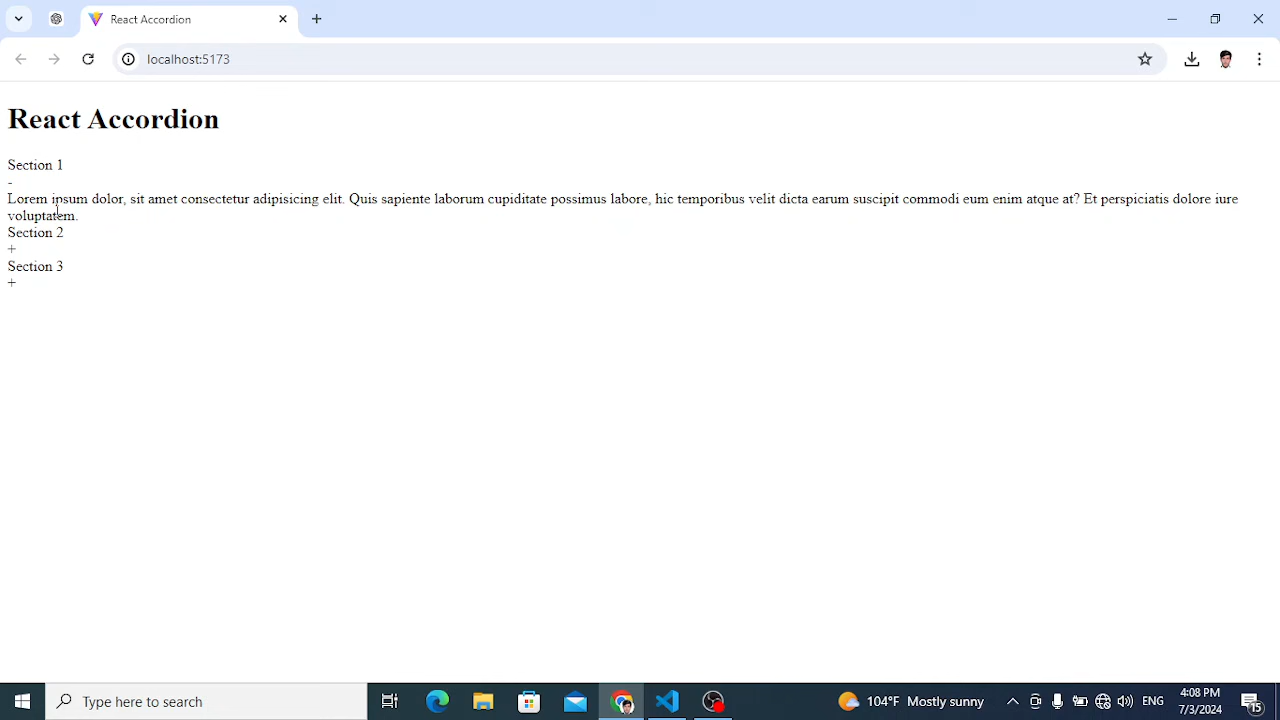 React Accordion
localhost:5173
React Accordion
Section 1
-
Lorem ipsum dolor, sit amet consectetur adipisicing elit. Quis sapiente laborum cupiditate possimus labore, hic temporibus velit dicta earum suscipit commodi eum enim atque at? Et perspiciatis dolore iure
voluptatem.
Section 2
+
Section 3
+
Type here to search
104°F Mostly sunny
ENG
4:08 PM
7/3/2024
15